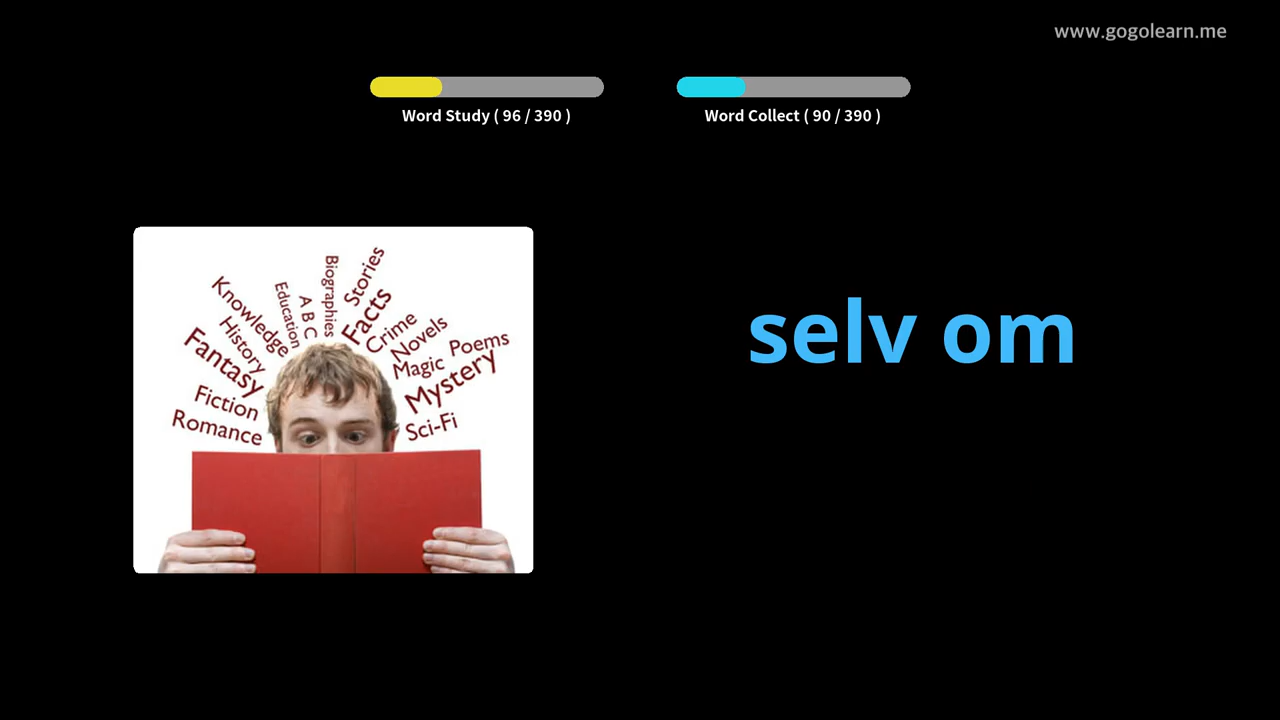 www.gogolearn.me
Word Study ( 96 / 390 )
Word Collect ( 90 / 390 )
selv om
Stories
Biographies
Facts
A B C
Education
Knowledge
Crime
Novels
History
Poems
Magic
Fantasy
Mystery
Fiction
Sci-Fi
Romance